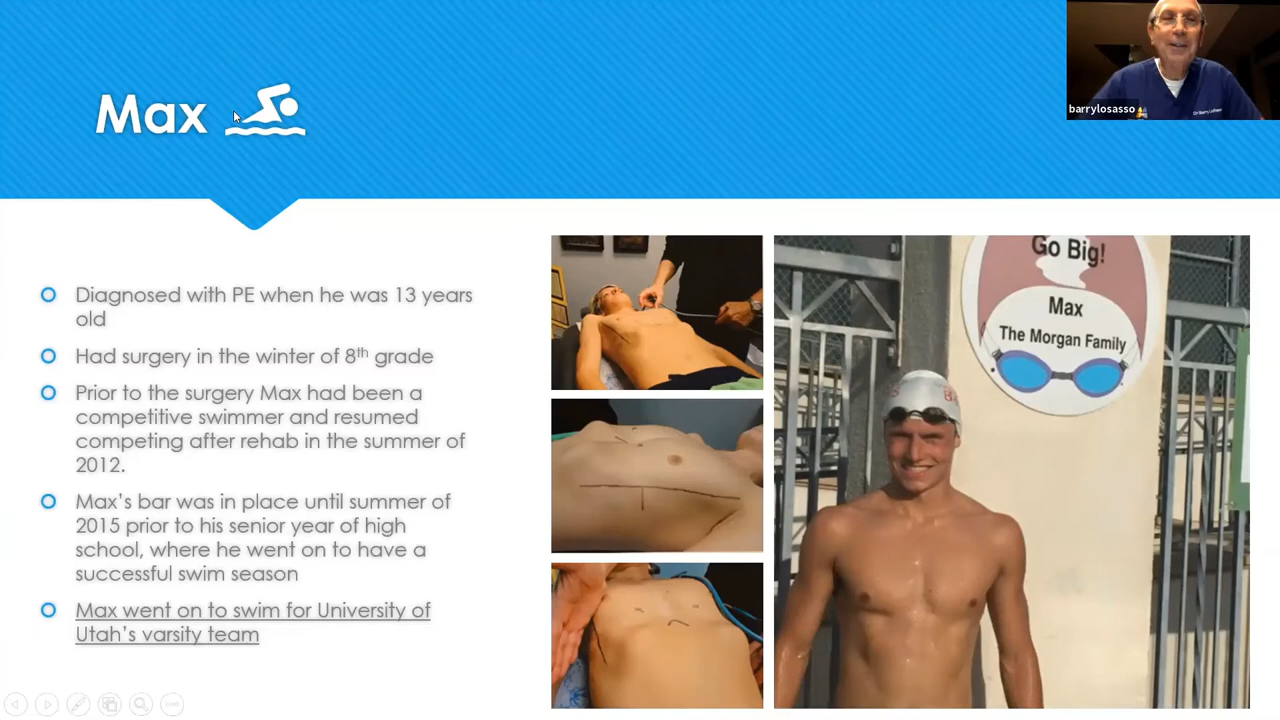 Max
barrylosasso
Diagnosed with PE when he was 13 years
old
Had surgery in the winter of 8th grade
Prior to the surgery Max had been a
competitive swimmer and resumed
competing after rehab in the summer of
2012.
Max's bar was in place until summer of
2015 prior to his senior year of high
school, where he went on to have a
successful swim season
Max went on to swim for University of
Utah's varsity team
Go Big!
Max
The Morgan Family